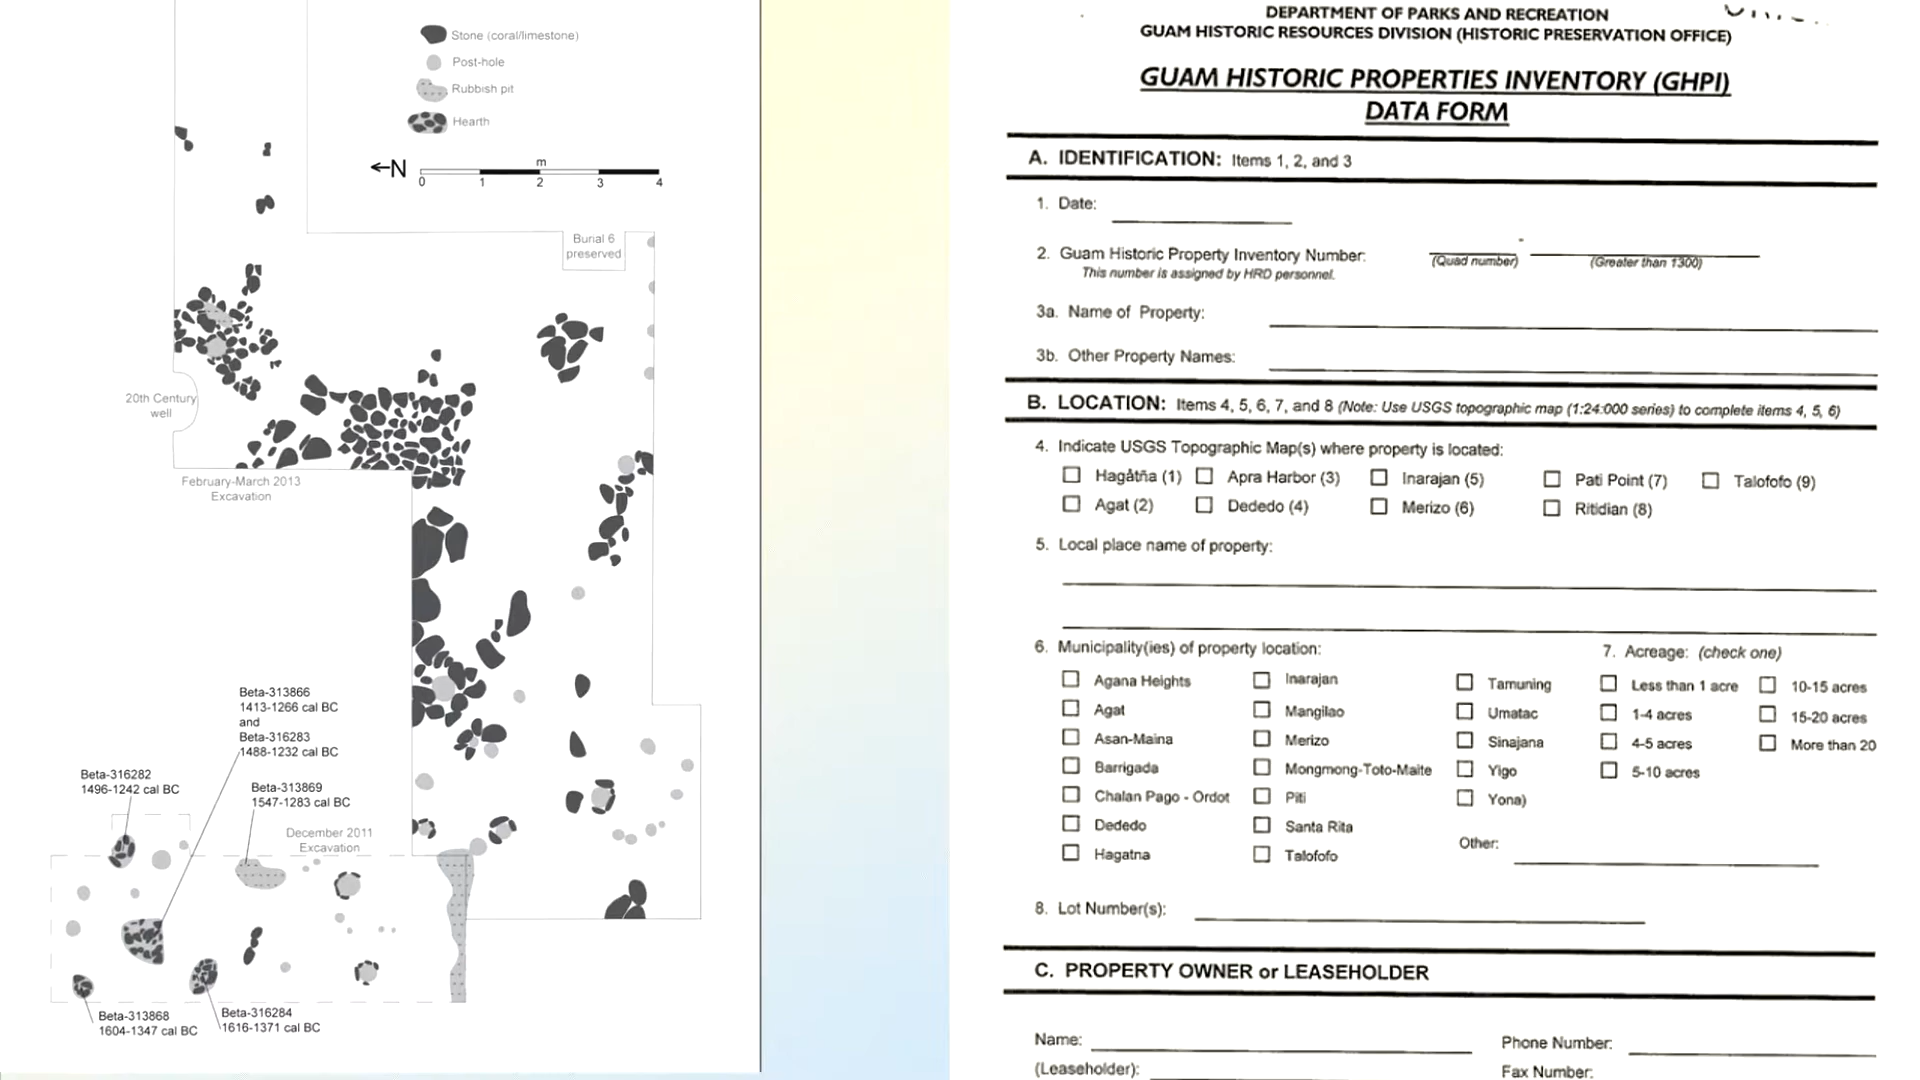 Stone (coral/limestone)
Post-hole
Rubbish pit
Hearth
←N
m
0 1 2 3 4
Burial 6
preserved
20th Century
well
February-March 2013
Excavation
Beta-313866
1413-1266 cal BC
and
Beta-316283
1488-1232 cal BC
Beta-316282
1496-1242 cal BC
Beta-313869
1547-1283 cal BC
December 2011
Excavation
Beta-313868
1604-1347 cal BC
Beta-316284
1616-1371 cal BC
DEPARTMENT OF PARKS AND RECREATION
GUAM HISTORIC RESOURCES DIVISION (HISTORIC PRESERVATION OFFICE)
GUAM HISTORIC PROPERTIES INVENTORY (GHPI)
DATA FORM
A. IDENTIFICATION: Items 1, 2, and 3
1. Date:
2. Guam Historic Property Inventory Number: (Quad number) - (Greater than 1300)
This number is assigned by HRD personnel.
3a. Name of Property:
3b. Other Property Names:
B. LOCATION: Items 4, 5, 6, 7, and 8 (Note: Use USGS topographic map (1:24:000 series) to complete items 4, 5, 6)
4. Indicate USGS Topographic Map(s) where property is located:
Hagåtña (1) Apra Harbor (3) Inarajan (5) Pati Point (7) Talofofo (9)
Agat (2) Dededo (4) Merizo (6) Ritidian (8)
5. Local place name of property:
6. Municipality(ies) of property location: 7. Acreage: (check one)
Agana Heights Inarajan Tamuning Less than 1 acre 10-15 acres
Agat Mangilao Umatac 1-4 acres 15-20 acres
Asan-Maina Merizo Sinajana 4-5 acres More than 20
Barrigada Mongmong-Toto-Maite Yigo 5-10 acres
Chalan Pago - Ordot Piti Yona)
Dededo Santa Rita Other:
Hagatna Talofofo
8. Lot Number(s):
C. PROPERTY OWNER or LEASEHOLDER
Name: Phone Number:
(Leaseholder): Fax Number: